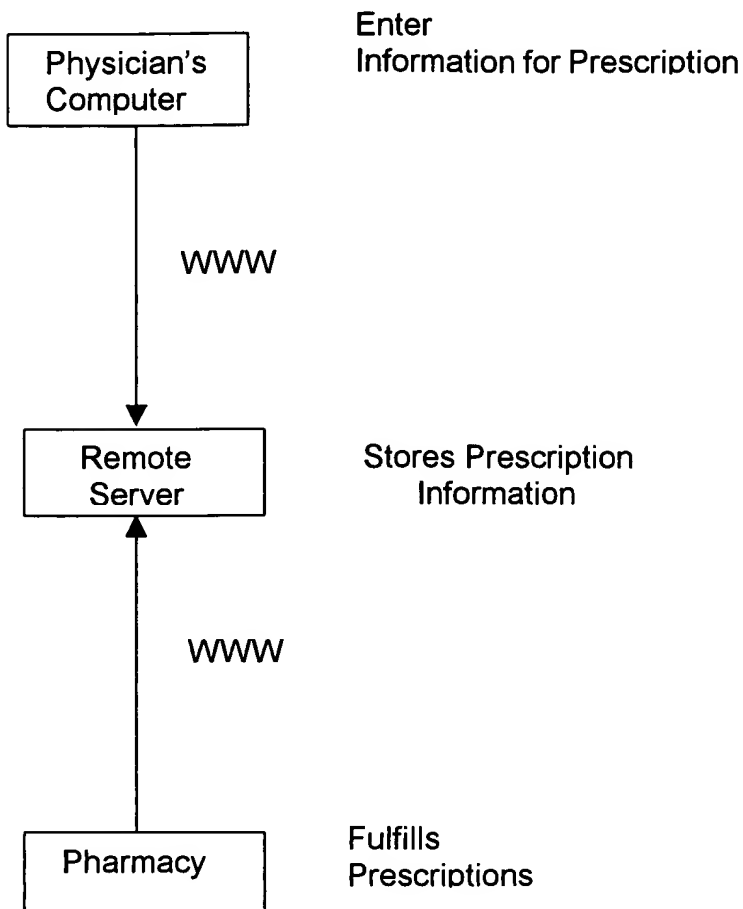 Enter
Physician's
Information for Prescription
Computer
WWW
Remote
Server
Stores Prescription
Information
WWW
Pharmacy
Fulfills
Prescriptions